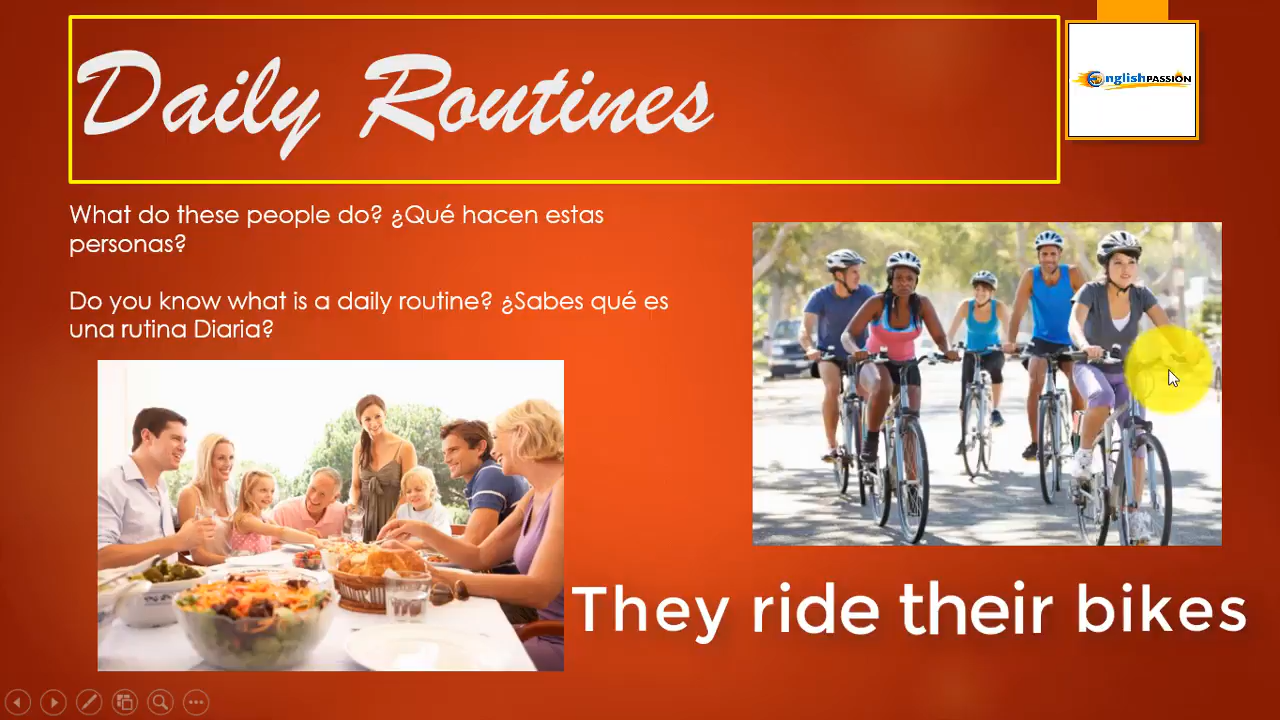 Daily Routines
EnglishPASSION
What do these people do? ¿Qué hacen estas
personas?
Do you know what is a daily routine? ¿Sabes qué es
una rutina Diaria?
They ride their bikes